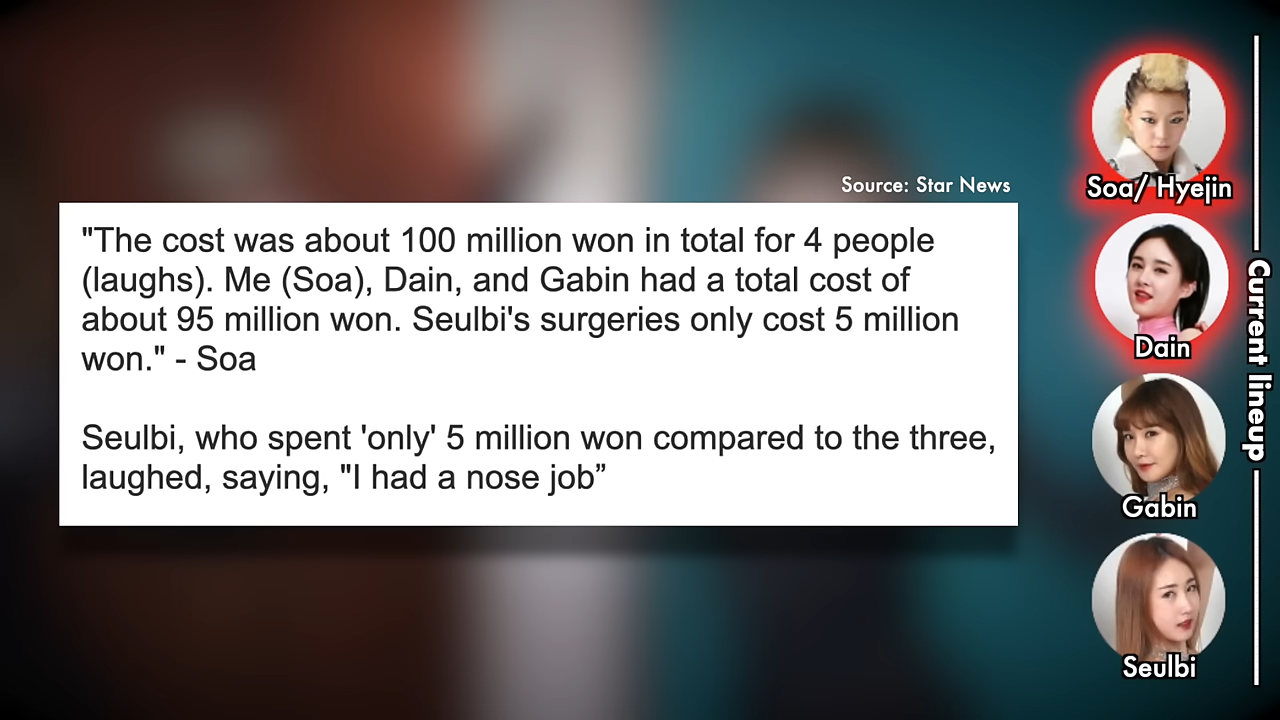 Source: Star News
"The cost was about 100 million won in total for 4 people
(laughs). Me (Soa), Dain, and Gabin had a total cost of
about 95 million won. Seulbi's surgeries only cost 5 million
won." - Soa
Seulbi, who spent 'only' 5 million won compared to the three,
laughed, saying, "I had a nose job”
Soa/ Hyejin
Dain
Gabin
Seulbi
Current lineup